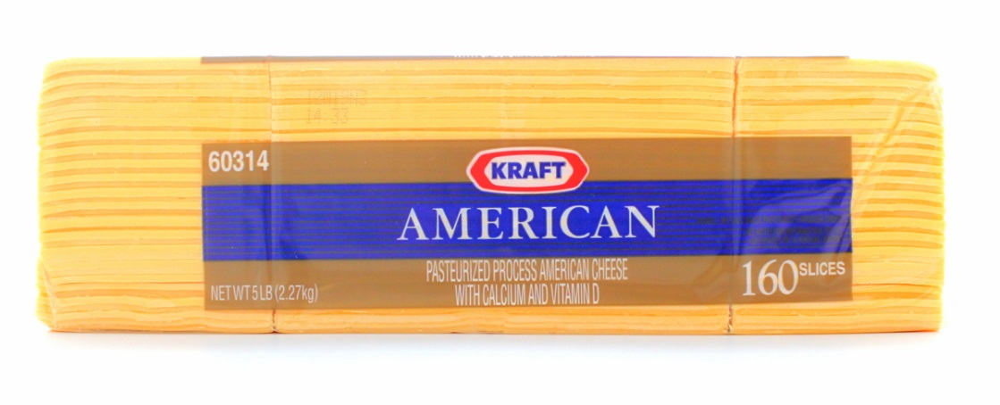 60314
KRAFT
AMERICAN
PASTEURIZED PROCESS AMERICAN CHEESE
WITH CALCIUM AND VITAMIN D
NET WT 5 LB (2.27kg)
160 SLICES